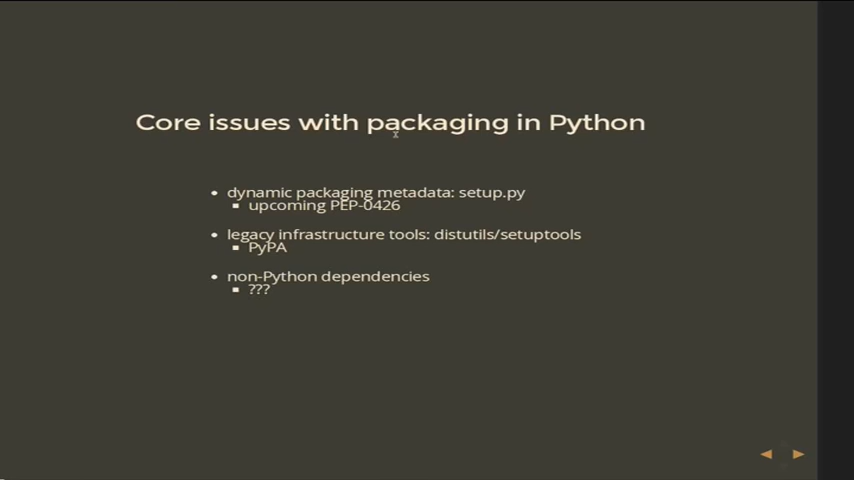 Core issues with packaging in Python
dynamic packaging metadata: setup.py
upcoming PEP-0426
legacy infrastructure tools: distutils/setuptools
PyPA
non-Python dependencies
???